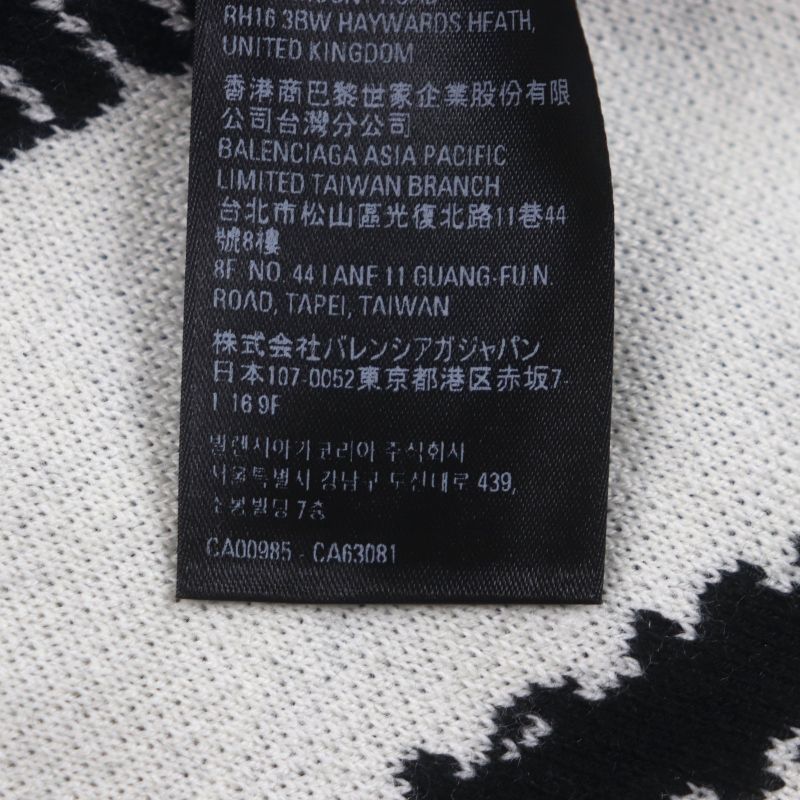 RH16 3BW HAYWARDS HEATH,
UNITED KINGDOM
香港商巴黎世家企業股份有限
公司台灣分公司
BALENCIAGA ASIA PACIFIC
LIMITED TAIWAN BRANCH
台北市松山區光復北路11巷44
號8樓
8F NO. 44 LANE 11 GUANG-FU N.
ROAD, TAPEI, TAIWAN
株式会社バレンシアガジャパン
日本107-0052東京都港区赤坂7-
1 16 9F
발렌시아가코리아 주식회사
서울특별시 강남구 도산대로 439,
7층
CA00985 - CA63081